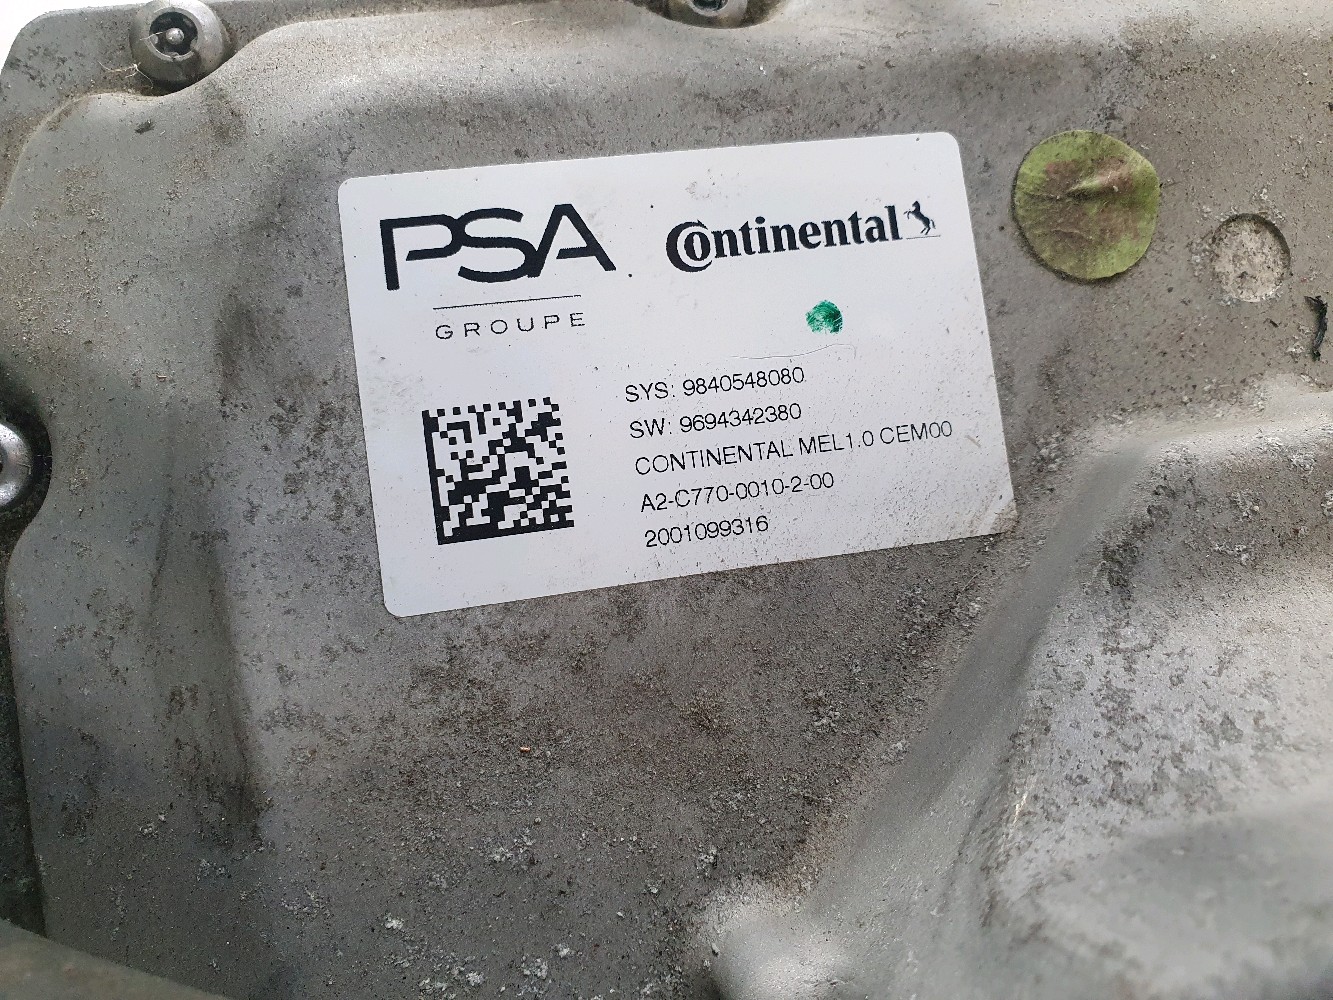 PSA
GROUPE
Continental
SYS: 9840548080
SW: 9694342380
CONTINENTAL MEL1.0 CEM00
A2-C770-0010-2-00
2001099316